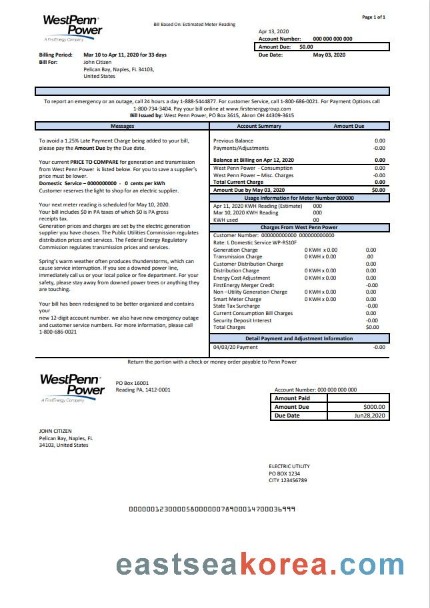 WestPenn
Power
A FirstEnergy Company
Bill Based On: Estimated Meter Reading
Page 1 of 1
Apr 13, 2020
Account Number: 000 000 000 000
Amount Due: $0.00
Due Date: May 03, 2020
Billing Period: Mar 10 to Apr 11, 2020 for 33 days
Bill For: John Citizen
Pelican Bay, Naples, FL 34103,
United States
To report an emergency or an outage, call 24 hours a day 1-888-5444877. For customer Service, call 1-800-686-0021. For Payment Options call
1-800-734-3404. Pay your bill online at www.firstenergygroup.com
Bill Issued by: West Penn Power, PO Box 3615, Akron OH 44309-3615
Messages
To avoid a 1.25% Late Payment Charge being added to your bill,
please pay the Amount Due by the Due Date.
Your current PRICE TO COMPARE for generation and transmission
from West Penn Power is listed below. For you to save a supplier's
price must be lower.
Domestic Service – 0000000000 - 0 cents per kWh
Customer reserves the right to shop for an electric supplier.
Your next meter reading is scheduled for May 10, 2020.
Your bill includes $0 in PA taxes of which $0 is PA gross
receipts tax.
Generation prices and charges are set by the electric generation
supplier you have chosen. The Public Utilities Commission regulates
distribution prices and services. The Federal Energy Regulatory
Commission regulates transmission prices and services.
Spring's warm weather often produces thunderstorms, which can
cause service interruption. If you see a downed power line,
immediately call us or your local police or fire department. For your
safety, please stay away from downed power trees or anything they
are touching.
Your bill has been redesigned to be better organized and contains
your
new 12-digit account number. we also have new emergency outage
and customer service numbers. For more information, please call
1-800-686-0021
Account Summary Amount Due
Previous Balance 0.00
Payments/Adjustments -0.00
Balance at Billing on Apr 12, 2020 0.00
West Penn Power - Consumption 0.00
West Penn Power – Misc. Charges -0.00
Total Current Charge 0.00
Amount Due by May 03, 2020 $0.00
Usage Information for Meter Number 000000
Apr 11, 2020 KWH Reading (Estimate) 000
Mar 10, 2020 KWH Reading 000
KWH used 00
Charges From West Penn Power
Customer Number: 000000000000 0000000000
Rate: L Domestic Service WP-9510F
Generation Charge 0 KWH x 0.00 0.00
Transmission Charge 0 KWH x 0.00 .00
Customer Distribution Charge 0.00
Distribution Charge 0 KWH x 0.00 0.00
Energy Cost Adjustment 0 KWH x 0.00 0.00
FirstEnergy Merger Credit -0.00
Non - Utility Generation Charge 0 KWH x 0.00 0.00
Smart Meter Charge 0 KWH x 0.00 0.00
State Tax Surcharge -0.00
Current Consumption Bill Charges 0.00
Security Deposit Interest -0.00
Total Charges $0.00
Detail Payment and Adjustment Information
04/03/20 Payment -0.00
Return the portion with a check or money order payable to Penn Power
WestPenn
Power
A FirstEnergy Company
PO Box 16001
Reading PA, 1412-0001
Account Number: 000 000 000 000
Amount Paid
Amount Due $000.00
Due Date Jun28,2020
JOHN CITIZEN
Pelican Bay, Naples, FL
34103, United States
ELECTRIC UTILITY
PO BOX 1234
CITY 123456789
eastseakorea.com